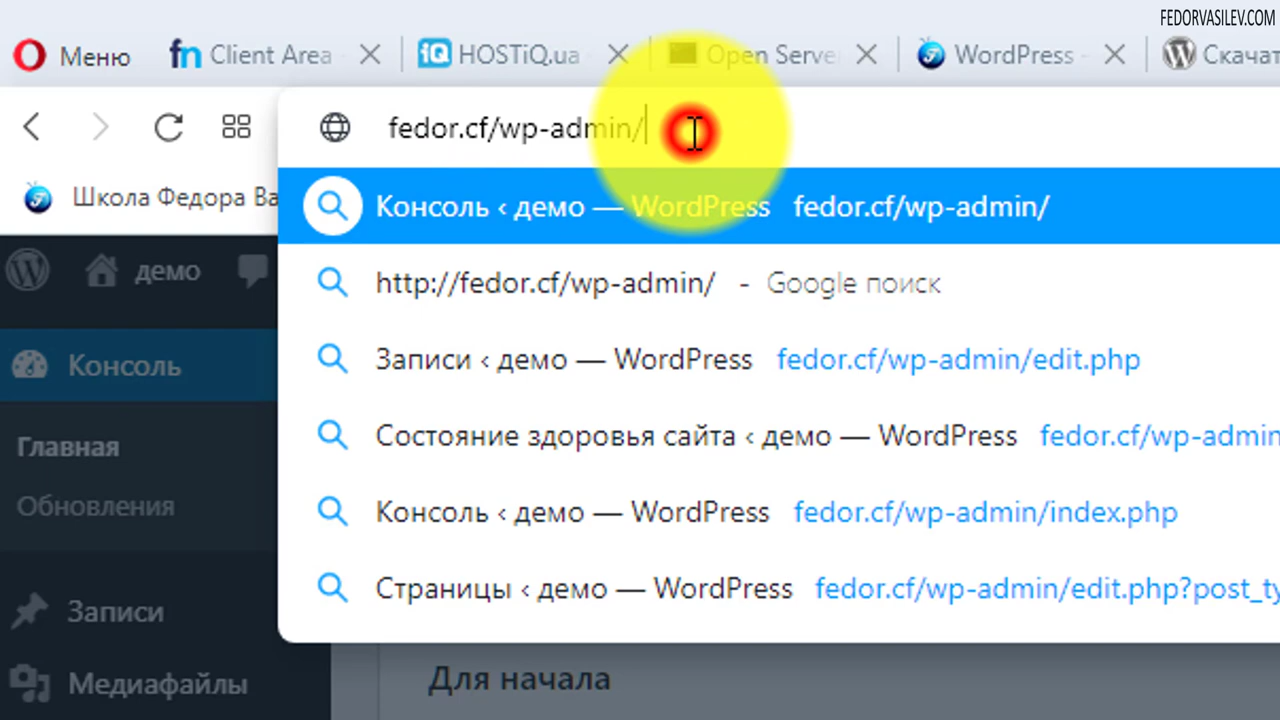 FEDORVASILEV.COM
Меню
Client Area
HOSTiQ.ua
Open Serve
WordPress -
Скачат
fedor.cf/wp-admin/
Школа Федора Ва
Консоль ‹ демо — WordPress fedor.cf/wp-admin/
http://fedor.cf/wp-admin/ - Google поиск
Записи ‹ демо — WordPress fedor.cf/wp-admin/edit.php
Состояние здоровья сайта ‹ демо — WordPress fedor.cf/wp-admin
Консоль ‹ демо — WordPress fedor.cf/wp-admin/index.php
Страницы ‹ демо — WordPress fedor.cf/wp-admin/edit.php?post_ty
демо
Консоль
Главная
Обновления
Записи
Медиафайлы
Для начала